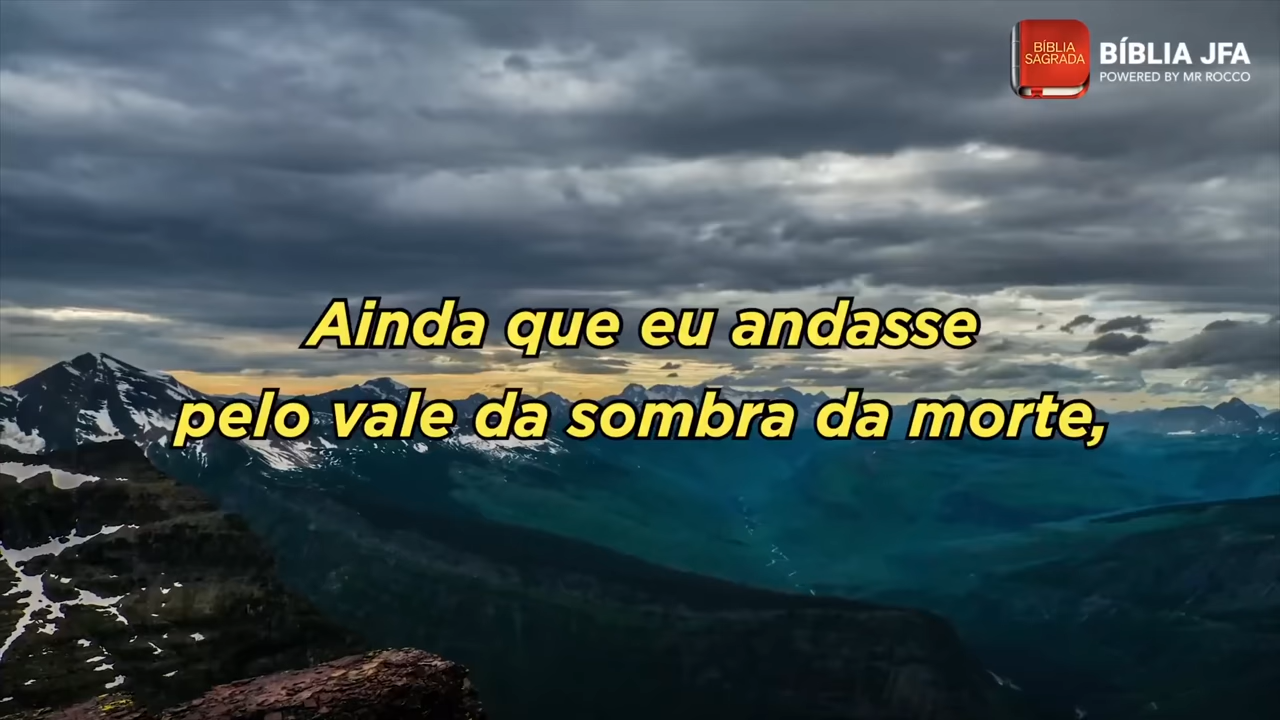 BÍBLIA
SAGRADA
BÍBLIA JFA
POWERED BY MR ROCCO
Ainda que eu andasse
pelo vale da sombra da morte,